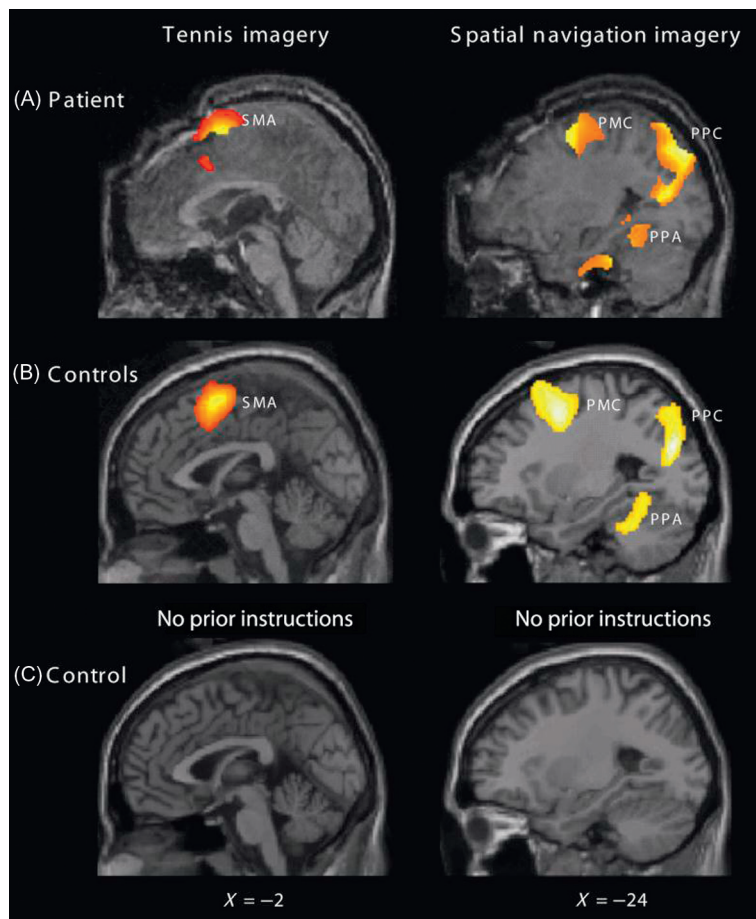 Tennis imagery Spatial navigation imagery
(A) Patient
SMA PMC PPC
PPA
(B) Controls
SMA PMC PPC
PPA
No prior instructions No prior instructions
(C) Control
X = −2 X = −24